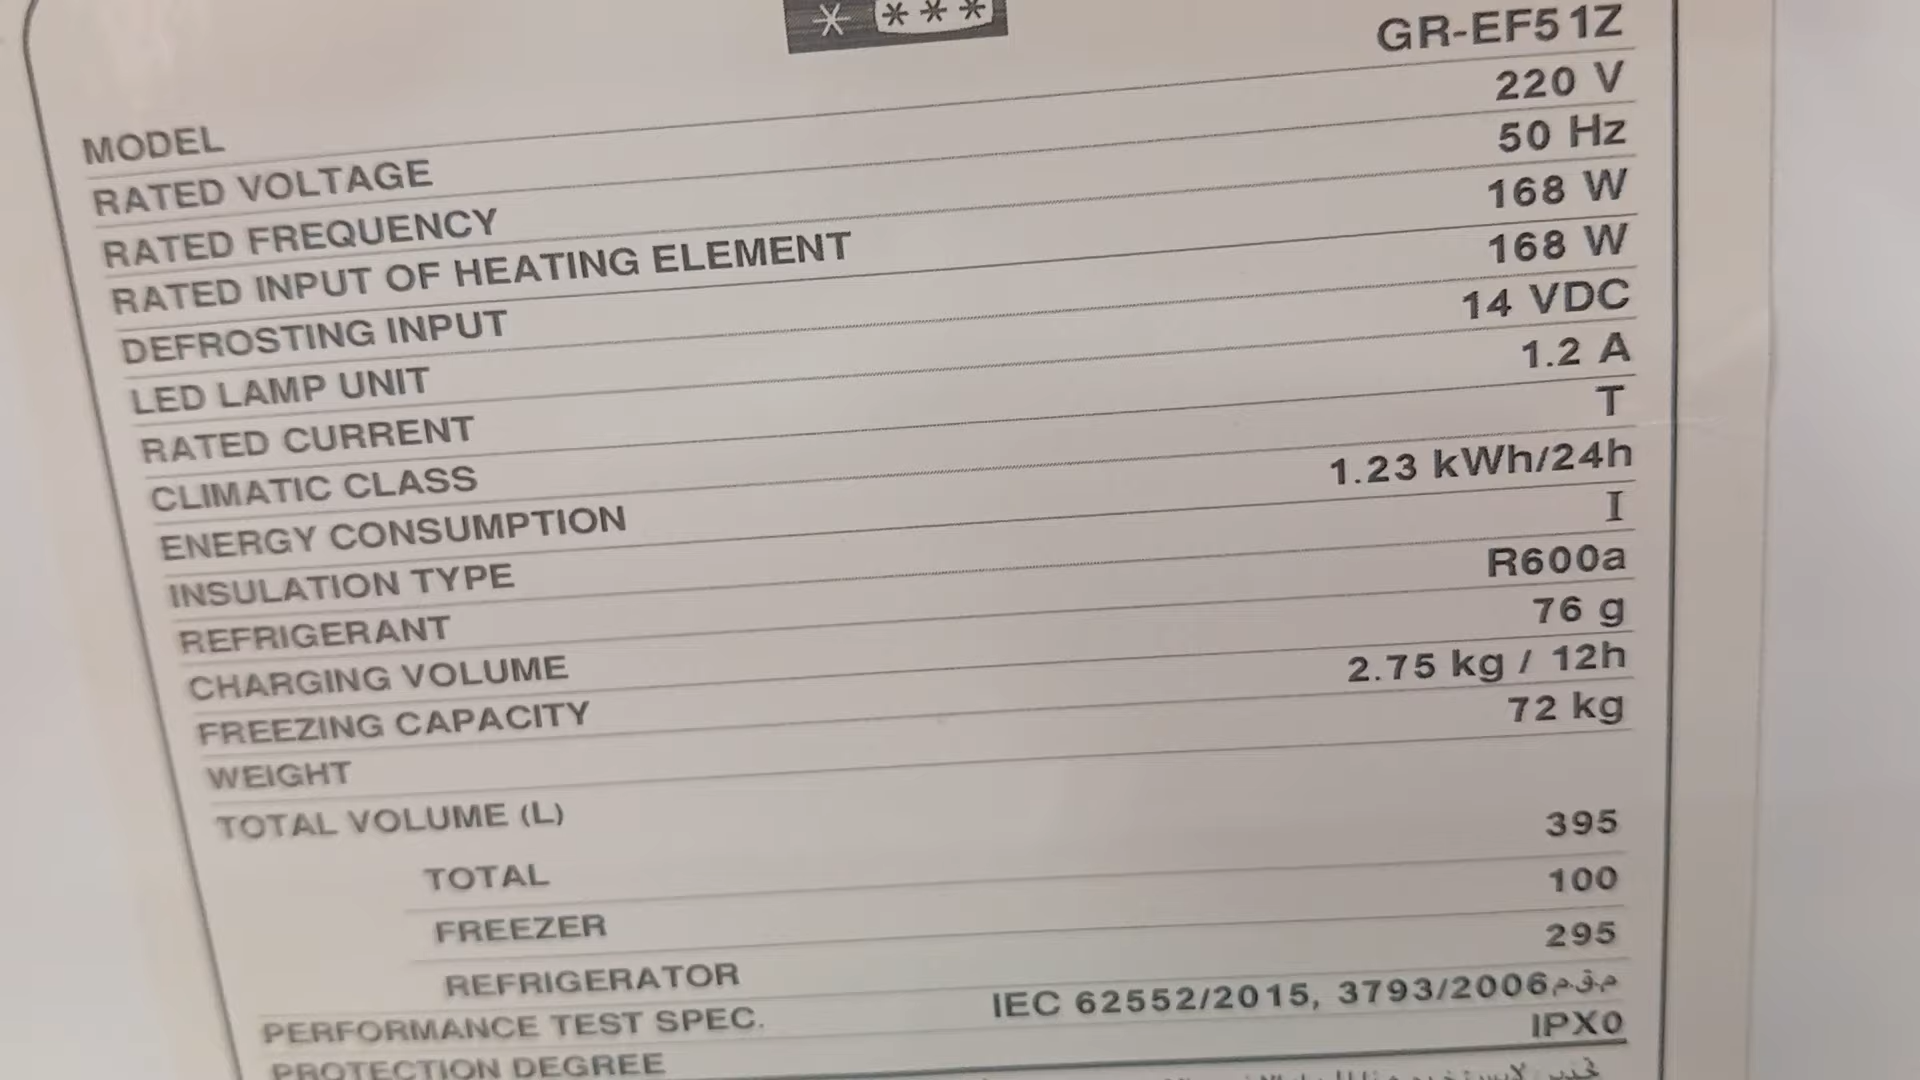 MODEL GR-EF51Z
RATED VOLTAGE 220 V
RATED FREQUENCY 50 Hz
RATED INPUT OF HEATING ELEMENT 168 W
DEFROSTING INPUT 168 W
LED LAMP UNIT 14 VDC
RATED CURRENT 1.2 A
CLIMATIC CLASS T
ENERGY CONSUMPTION 1.23 kWh/24h
INSULATION TYPE I
REFRIGERANT R600a
CHARGING VOLUME 76 g
FREEZING CAPACITY 2.75 kg / 12h
WEIGHT 72 kg
TOTAL VOLUME (L)
TOTAL 395
FREEZER 100
REFRIGERATOR 295
PERFORMANCE TEST SPEC. IEC 62552/2015, 3793/2006م.ق.م
PROTECTION DEGREE IPX0